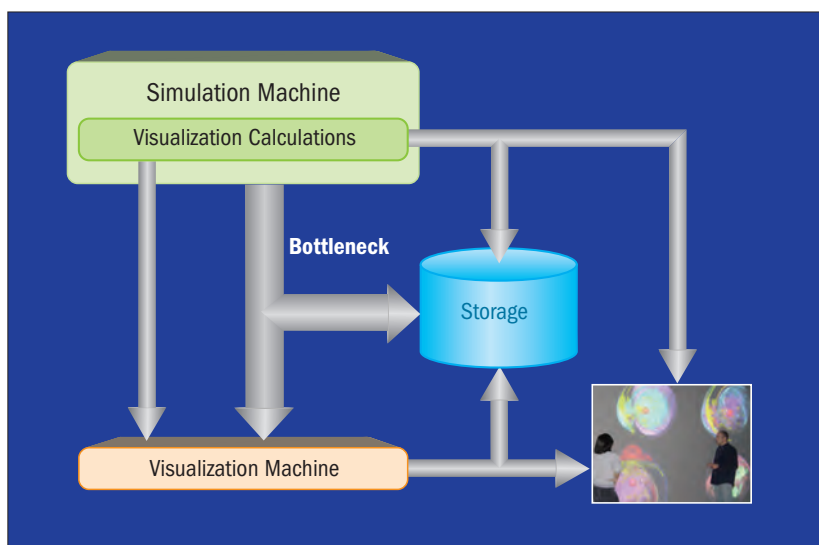 Simulation Machine
Visualization Calculations
Bottleneck
Storage
Visualization Machine